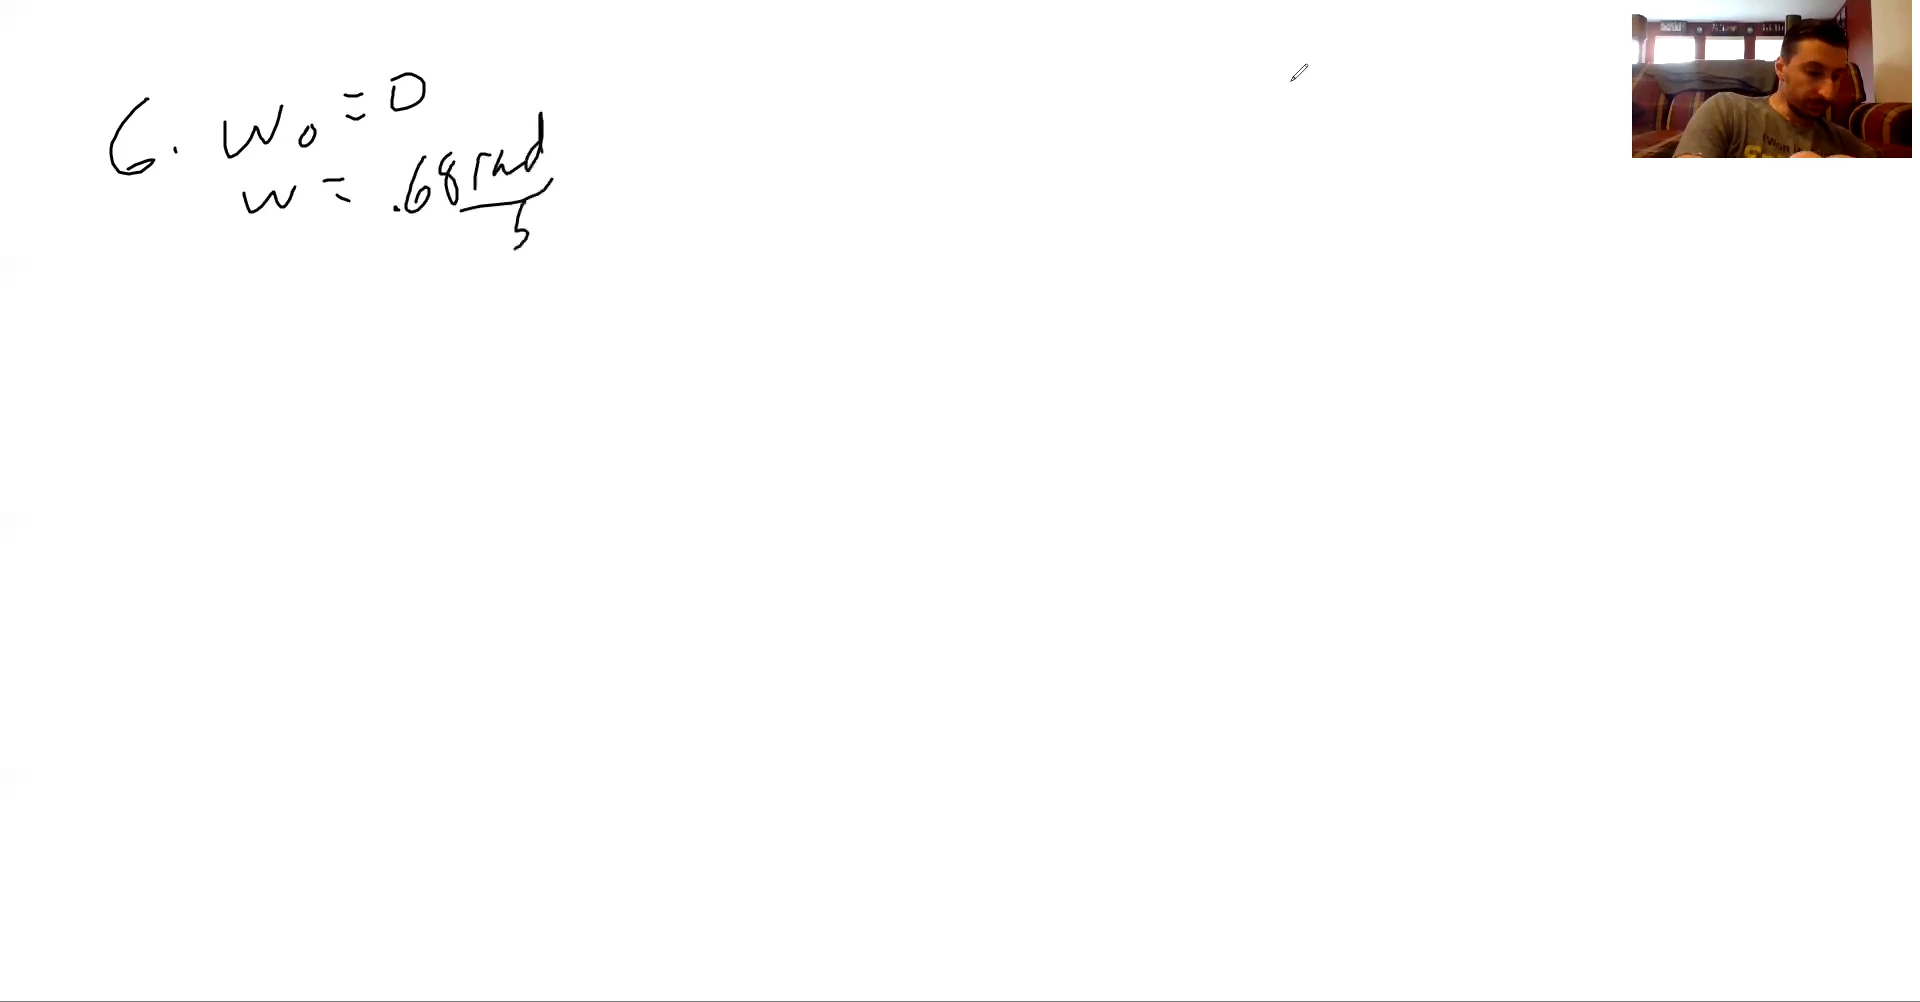 6. W₀ = 0
W = .68 rad/s